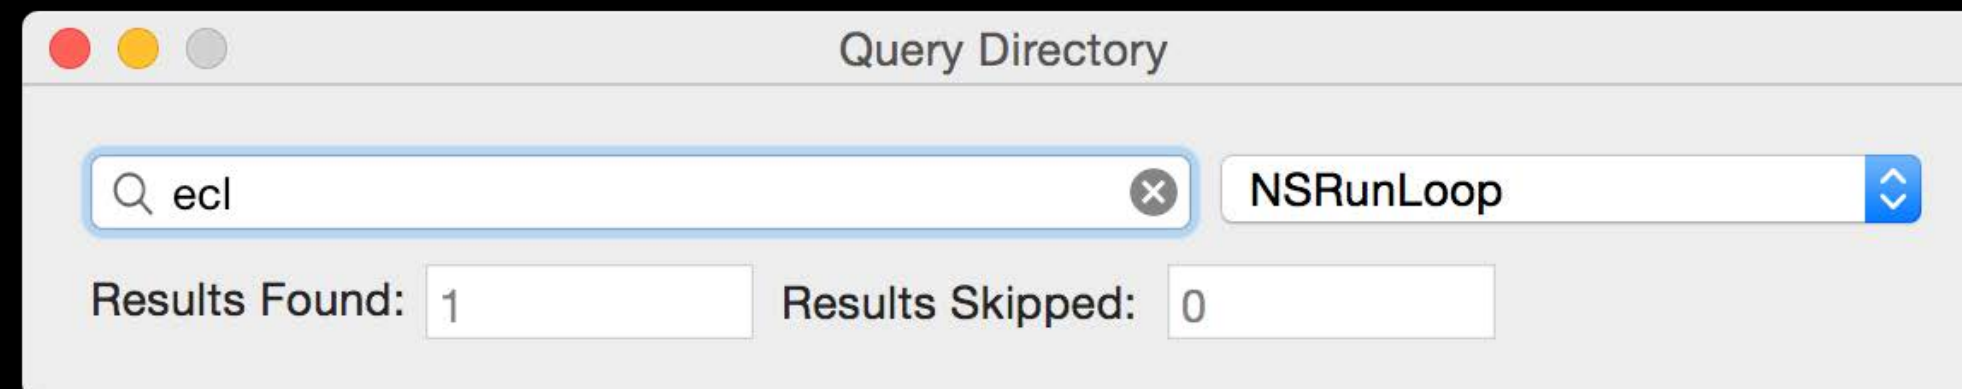 Query Directory
ecl NSRunLoop
Results Found: 1 Results Skipped: 0